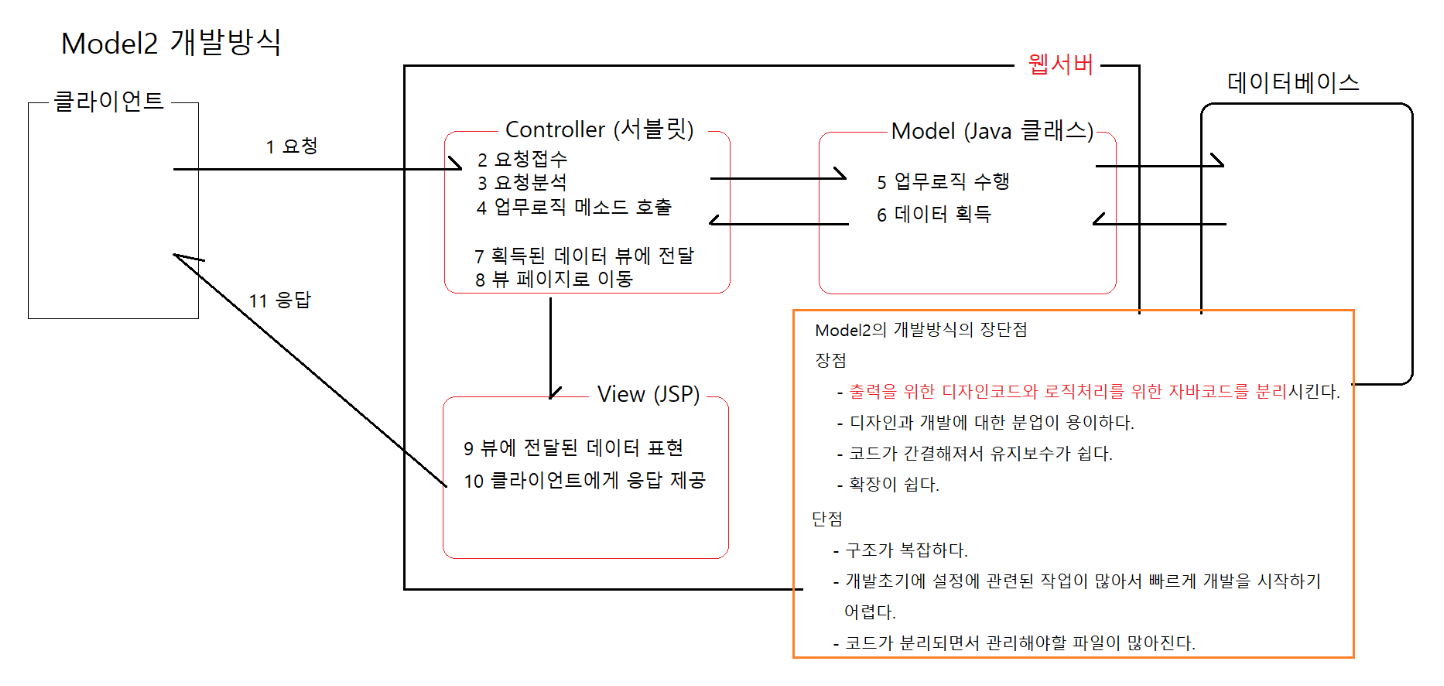 Model2 개발방식
웹서버
데이터베이스
클라이언트
1 요청
Controller (서블릿)
2 요청접수
3 요청분석
4 업무로직 메소드 호출
7 획득된 데이터 뷰에 전달
8 뷰 페이지로 이동
Model (Java 클래스)
5 업무로직 수행
6 데이터 획득
11 응답
View (JSP)
9 뷰에 전달된 데이터 표현
10 클라이언트에게 응답 제공
Model2의 개발방식의 장단점
장점
- 출력을 위한 디자인코드와 로직처리를 위한 자바코드를 분리시킨다.
- 디자인과 개발에 대한 분업이 용이하다.
- 코드가 간결해져서 유지보수가 쉽다.
- 확장이 쉽다.
단점
- 구조가 복잡하다.
- 개발초기에 설정에 관련된 작업이 많아서 빠르게 개발을 시작하기
어렵다.
- 코드가 분리되면서 관리해야할 파일이 많아진다.